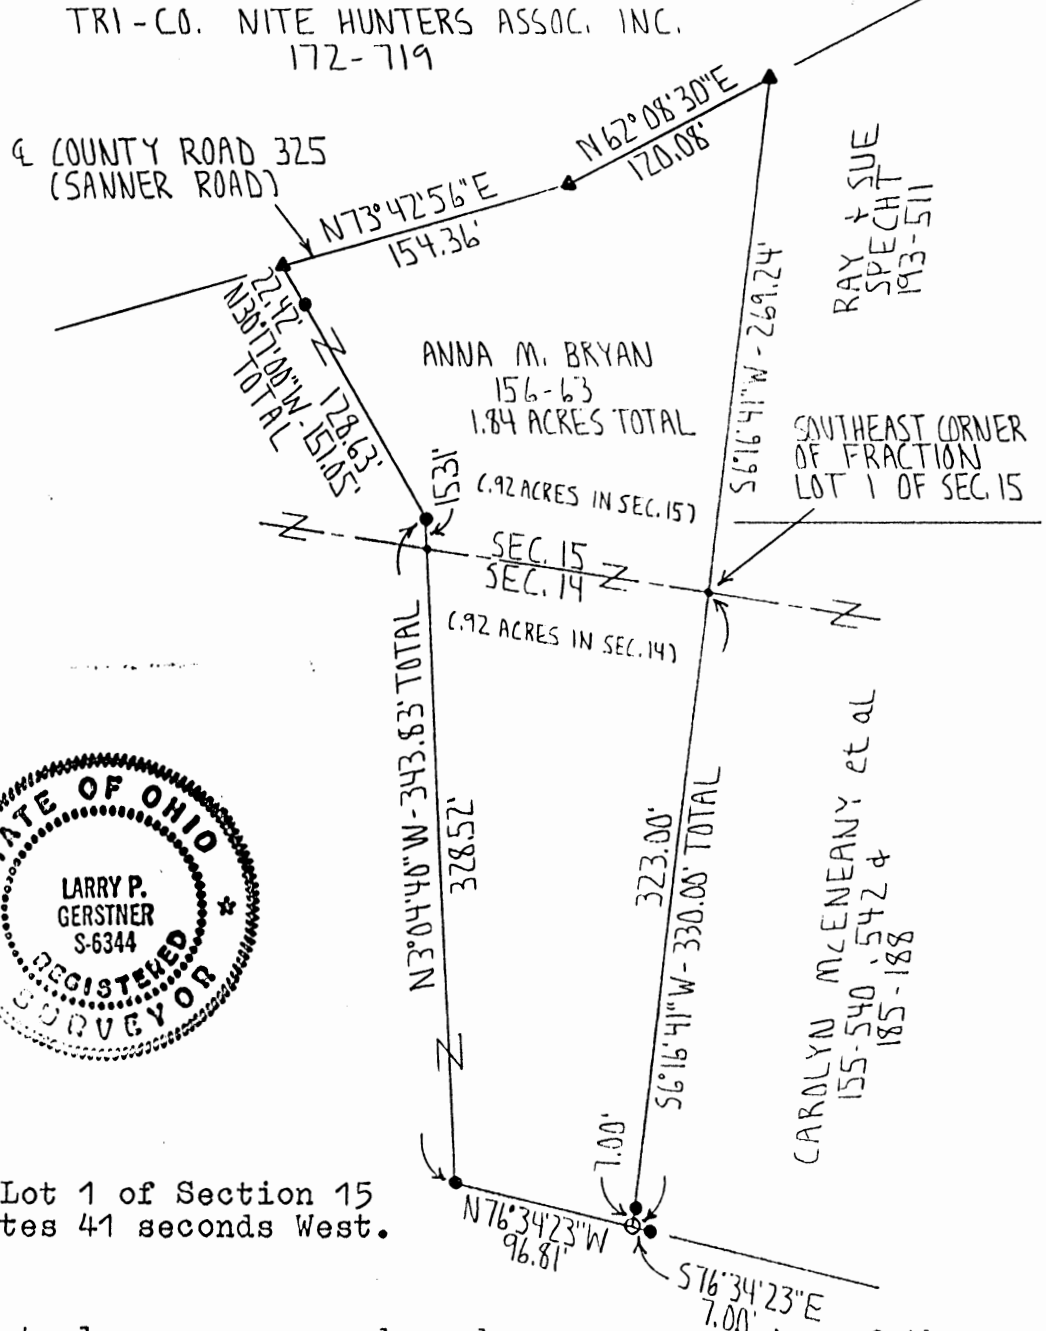 TRI-CO. NITE HUNTERS ASSOC. INC.
172-719
℄ COUNTY ROAD 325
(SANNER ROAD)
N73°42'56"E
154.36'
N62°08'30"E
120.08'
RAY & SUE
SPECHT
193-511
22.42'
N30°17'00"W-151.05'
TOTAL
128.63'
ANNA M. BRYAN
156-63
1.84 ACRES TOTAL
S6°16'41"W-269.24'
SOUTHEAST CORNER
OF FRACTION
LOT 1 OF SEC. 15
15.31'
(.92 ACRES IN SEC.15)
SEC. 15
SEC. 14
(.92 ACRES IN SEC.14)
N3°04'40"W-343.83' TOTAL
328.52'
323.00'
S6°16'41"W-330.00' TOTAL
CAROLYN McENEANY et al
155-540, 542 &
185-188
STATE OF OHIO
LARRY P.
GERSTNER
S-6344
REGISTERED
SURVEYOR
7.00'
Lot 1 of Section 15
tes 41 seconds West.
N76°34'23"W
96.81'
S76°34'23"E
7.00'